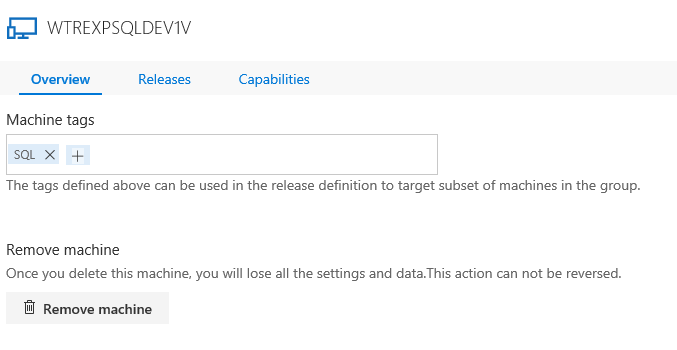 WTREXPSQLDEV1V
Overview Releases Capabilities
Machine tags
SQL
The tags defined above can be used in the release definition to target subset of machines in the group.
Remove machine
Once you delete this machine, you will lose all the settings and data.This action can not be reversed.
Remove machine